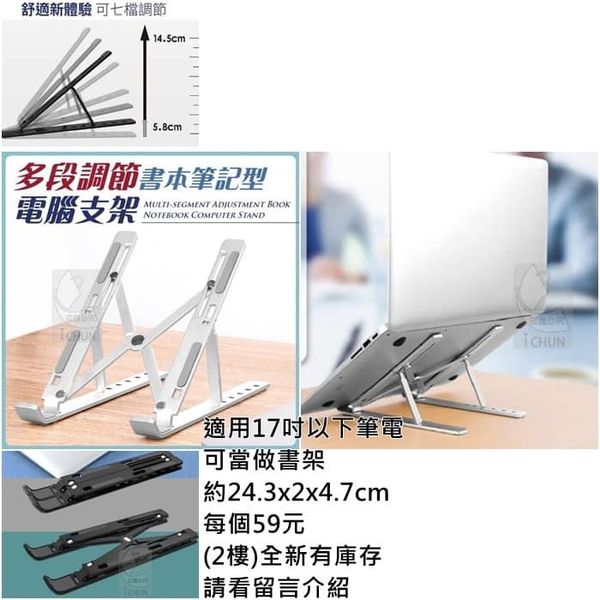 舒適新體驗 可七檔調節
14.5cm
5.8cm
多段調節書本筆記型
電腦支架
MULTI-SEGMENT ADJUSTMENT BOOK
NOTEBOOK COMPUTER STAND
iCHUN
iCHUN
適用17吋以下筆電
可當做書架
約24.3x2x4.7cm
每個59元
(2樓)全新有庫存
請看留言介紹